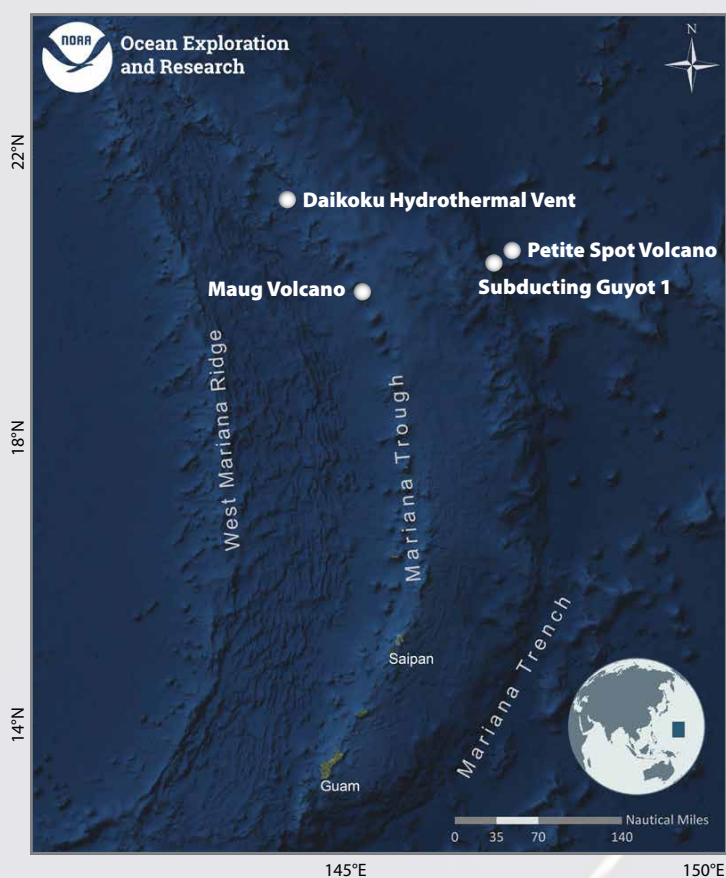 NOAA
Ocean Exploration
and Research
N
22°N
Daikoku Hydrothermal Vent
Petite Spot Volcano
Subducting Guyot 1
Maug Volcano
West Mariana Ridge
Mariana Trough
18°N
Saipan
Mariana Trench
14°N
Guam
Nautical Miles
0 35 70 140
145°E 150°E